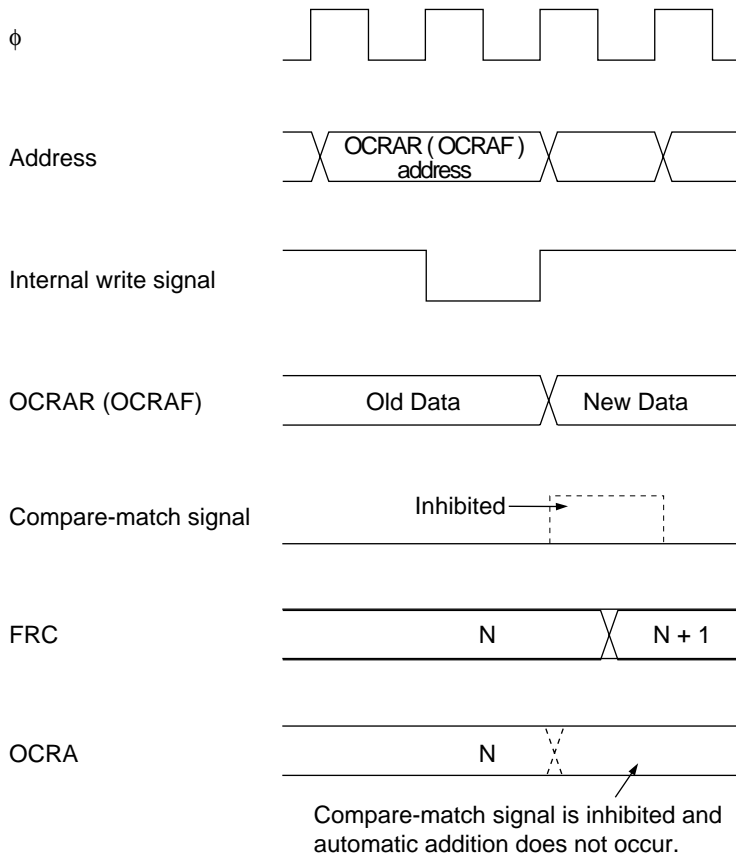 ϕ
Address
OCRAR (OCRAF)
address
Internal write signal
OCRAR (OCRAF)
Old Data
New Data
Compare-match signal
Inhibited
FRC
N
N + 1
OCRA
N
Compare-match signal is inhibited and
automatic addition does not occur.